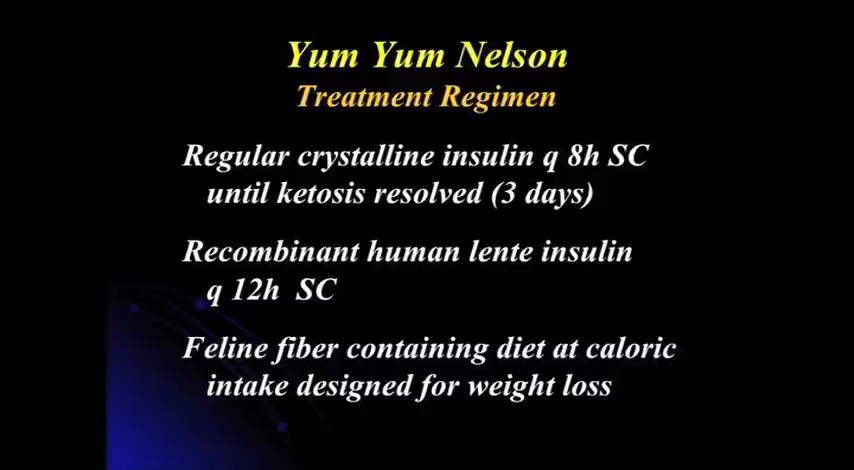 Yum Yum Nelson
Treatment Regimen
Regular crystalline insulin q 8h SC
until ketosis resolved (3 days)
Recombinant human lente insulin
q 12h SC
Feline fiber containing diet at caloric
intake designed for weight loss